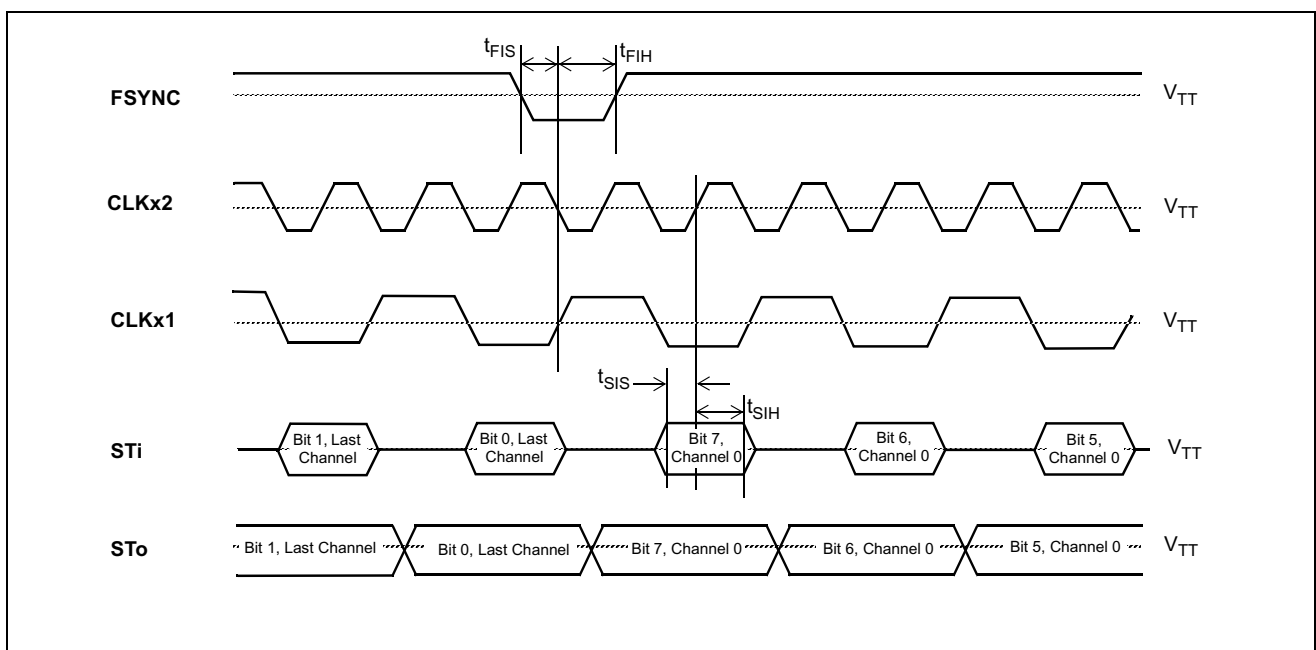 tFIS
tFIH
FSYNC
VTT
CLKx2
VTT
CLKx1
VTT
tSIS
tSIH
STi
Bit 1, Last
Channel
Bit 0, Last
Channel
Bit 7,
Channel 0
Bit 6,
Channel 0
Bit 5,
Channel 0
VTT
STo
Bit 1, Last Channel
Bit 0, Last Channel
Bit 7, Channel 0
Bit 6, Channel 0
Bit 5, Channel 0
VTT